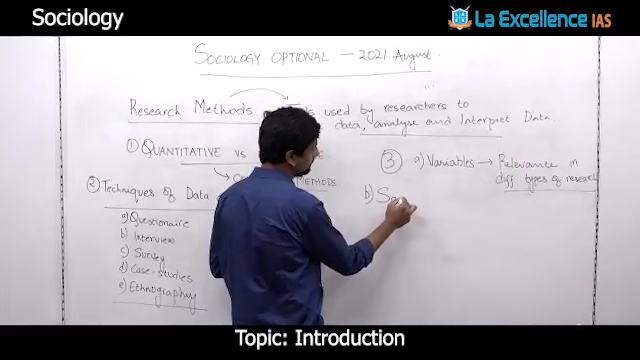 Sociology
La Excellence IAS
SOCIOLOGY OPTIONAL — 2021 August
Research Methods used by researchers to
data, analyse and Interpret Data
① QUANTITATIVE vs
METHODS
② Techniques of Data
a) Questionaire
b) Interview
c) Survey
d) Case-studies
e) Ethnography
③ a) Variables → Relevance in
diff types of
b)
Topic: Introduction